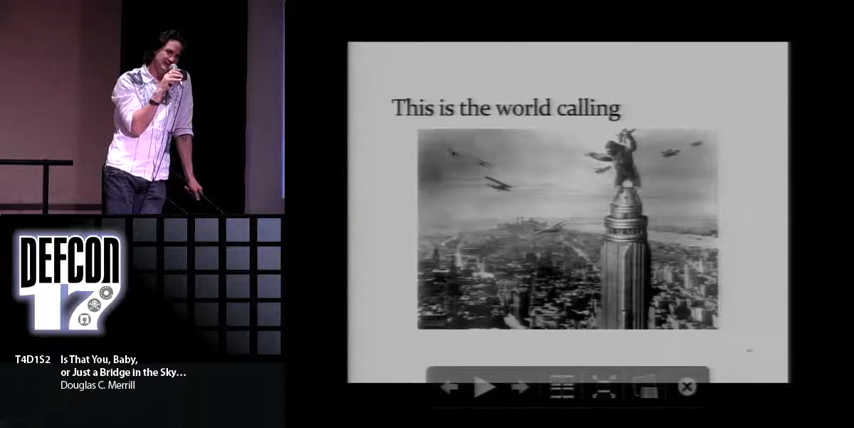 This is the world calling
DEFCON
17
T4D1S2 Is That You, Baby,
or Just a Bridge in the Sky...
Douglas C. Merrill